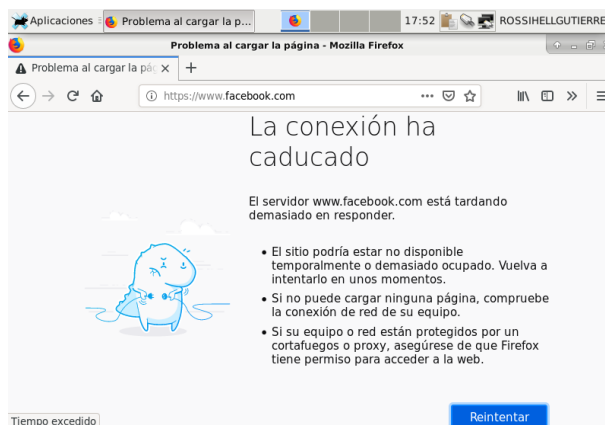 Aplicaciones
Problema al cargar la p...
17:52
ROSSIHELLGUTIERRE
Problema al cargar la página - Mozilla Firefox
Problema al cargar la pág
https://www.facebook.com
La conexión ha
caducado
El servidor www.facebook.com está tardando
demasiado en responder.
• El sitio podría estar no disponible
temporalmente o demasiado ocupado. Vuelva a
intentarlo en unos momentos.
• Si no puede cargar ninguna página, compruebe
la conexión de red de su equipo.
• Si su equipo o red están protegidos por un
cortafuegos o proxy, asegúrese de que Firefox
tiene permiso para acceder a la web.
Reintentar
Tiempo excedido